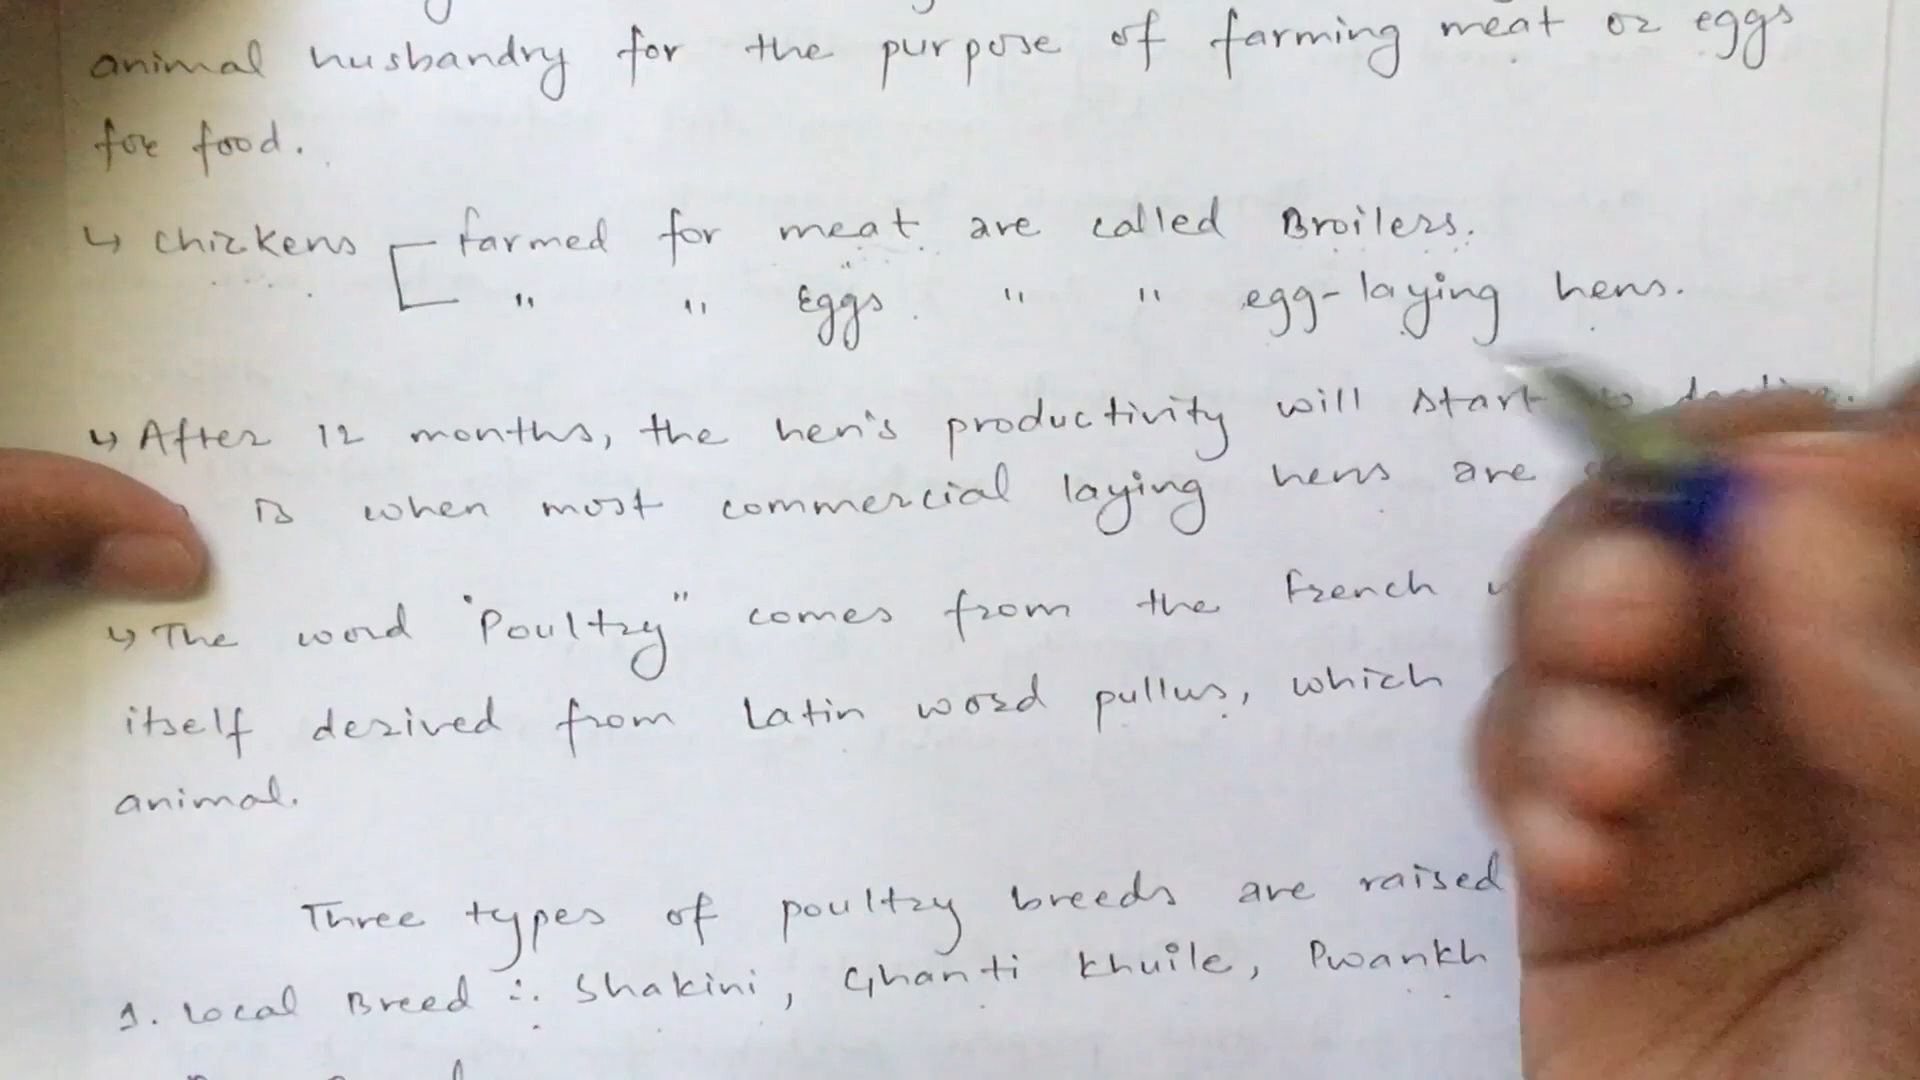 animal husbandry for the purpose of farming meat or eggs
for food.
↳ chickens farmed for meat are called Broilers.
" " Eggs " " egg-laying hens.
↳ After 12 months, the hen's productivity will start
is when most commercial laying hens are
↳ The word "Poultry" comes from the French
itself derived from Latin word pullus, which
animal.
Three types of poultry breeds are raised
1. Local Breed :. Shakini, Ghanti khuile, Pwankh